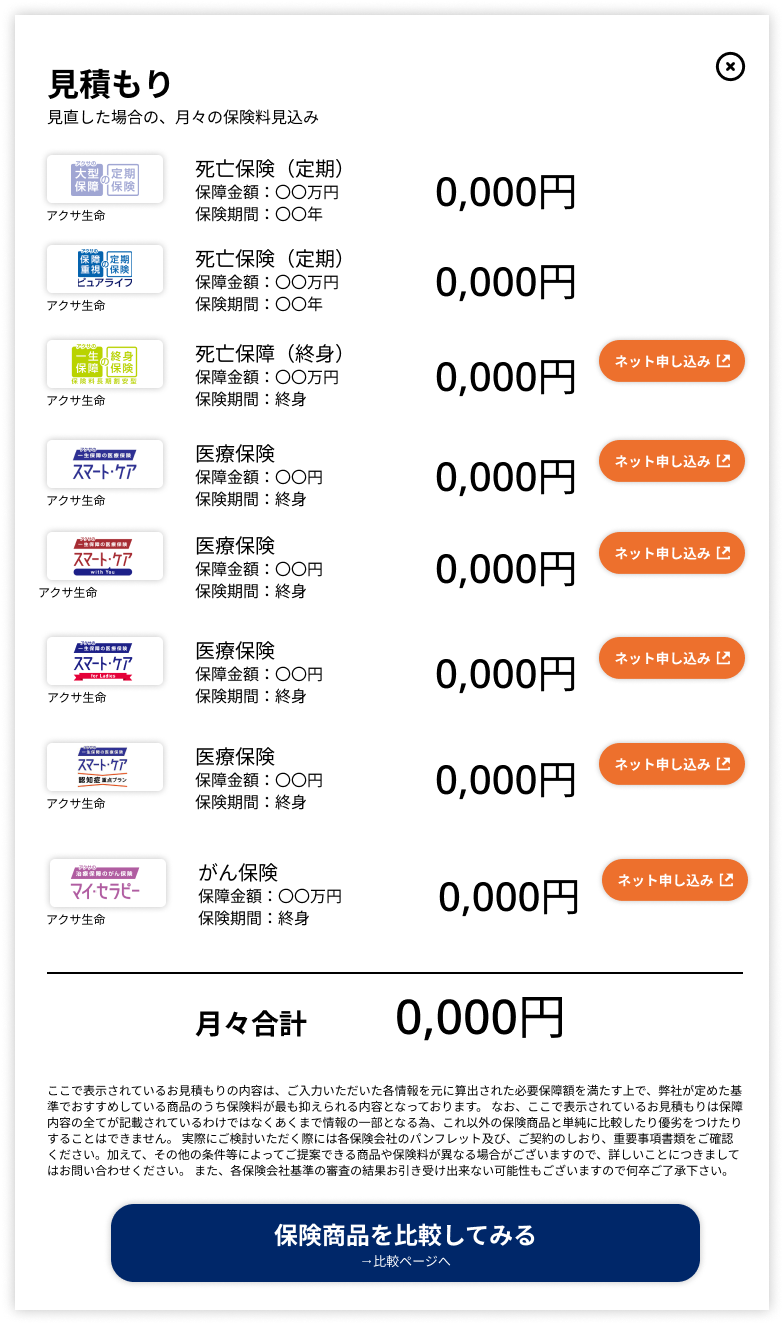 見積もり
見直した場合の、月々の保険料見込み
アクサの
大型保障の定期保険
アクサ生命
死亡保険（定期）
保障金額：〇〇万円
保険期間：〇〇年
0,000円
アクサの
保障重視の定期保険
ピュアライフ
アクサ生命
死亡保険（定期）
保障金額：〇〇万円
保険期間：〇〇年
0,000円
アクサの
一生保障の終身保険
保険料長期割安型
アクサ生命
死亡保障（終身）
保障金額：〇〇万円
保険期間：終身
0,000円
ネット申し込み
アクサの
一生保障の医療保険
スマート・ケア
アクサ生命
医療保険
保障金額：〇〇円
保険期間：終身
0,000円
ネット申し込み
アクサの
一生保障の医療保険
スマート・ケア
with You
アクサ生命
医療保険
保障金額：〇〇円
保険期間：終身
0,000円
ネット申し込み
アクサの
一生保障の医療保険
スマート・ケア
for Ladies
アクサ生命
医療保険
保障金額：〇〇円
保険期間：終身
0,000円
ネット申し込み
アクサの
一生保障の医療保険
スマート・ケア
認知症重点プラン
アクサ生命
医療保険
保障金額：〇〇円
保険期間：終身
0,000円
ネット申し込み
アクサの
治療保障のがん保険
マイ・セラピー
アクサ生命
がん保険
保障金額：〇〇万円
保険期間：終身
0,000円
ネット申し込み
月々合計
0,000円
ここで表示されているお見積もりの内容は、ご入力いただいた各情報を元に算出された必要保障額を満たす上で、弊社が定めた基
準でおすすめしている商品のうち保険料が最も抑えられる内容となっております。 なお、ここで表示されているお見積もりは保障
内容の全てが記載されているわけではなくあくまで情報の一部となる為、これ以外の保険商品と単純に比較したり優劣をつけたり
することはできません。 実際にご検討いただく際には各保険会社のパンフレット及び、ご契約のしおり、重要事項書類をご確認
ください。加えて、その他の条件等によってご提案できる商品や保険料が異なる場合がございますので、詳しいことにつきまして
はお問い合わせください。 また、各保険会社基準の審査の結果お引き受け出来ない可能性もございますので何卒ご了承下さい。
保険商品を比較してみる
→比較ページへ